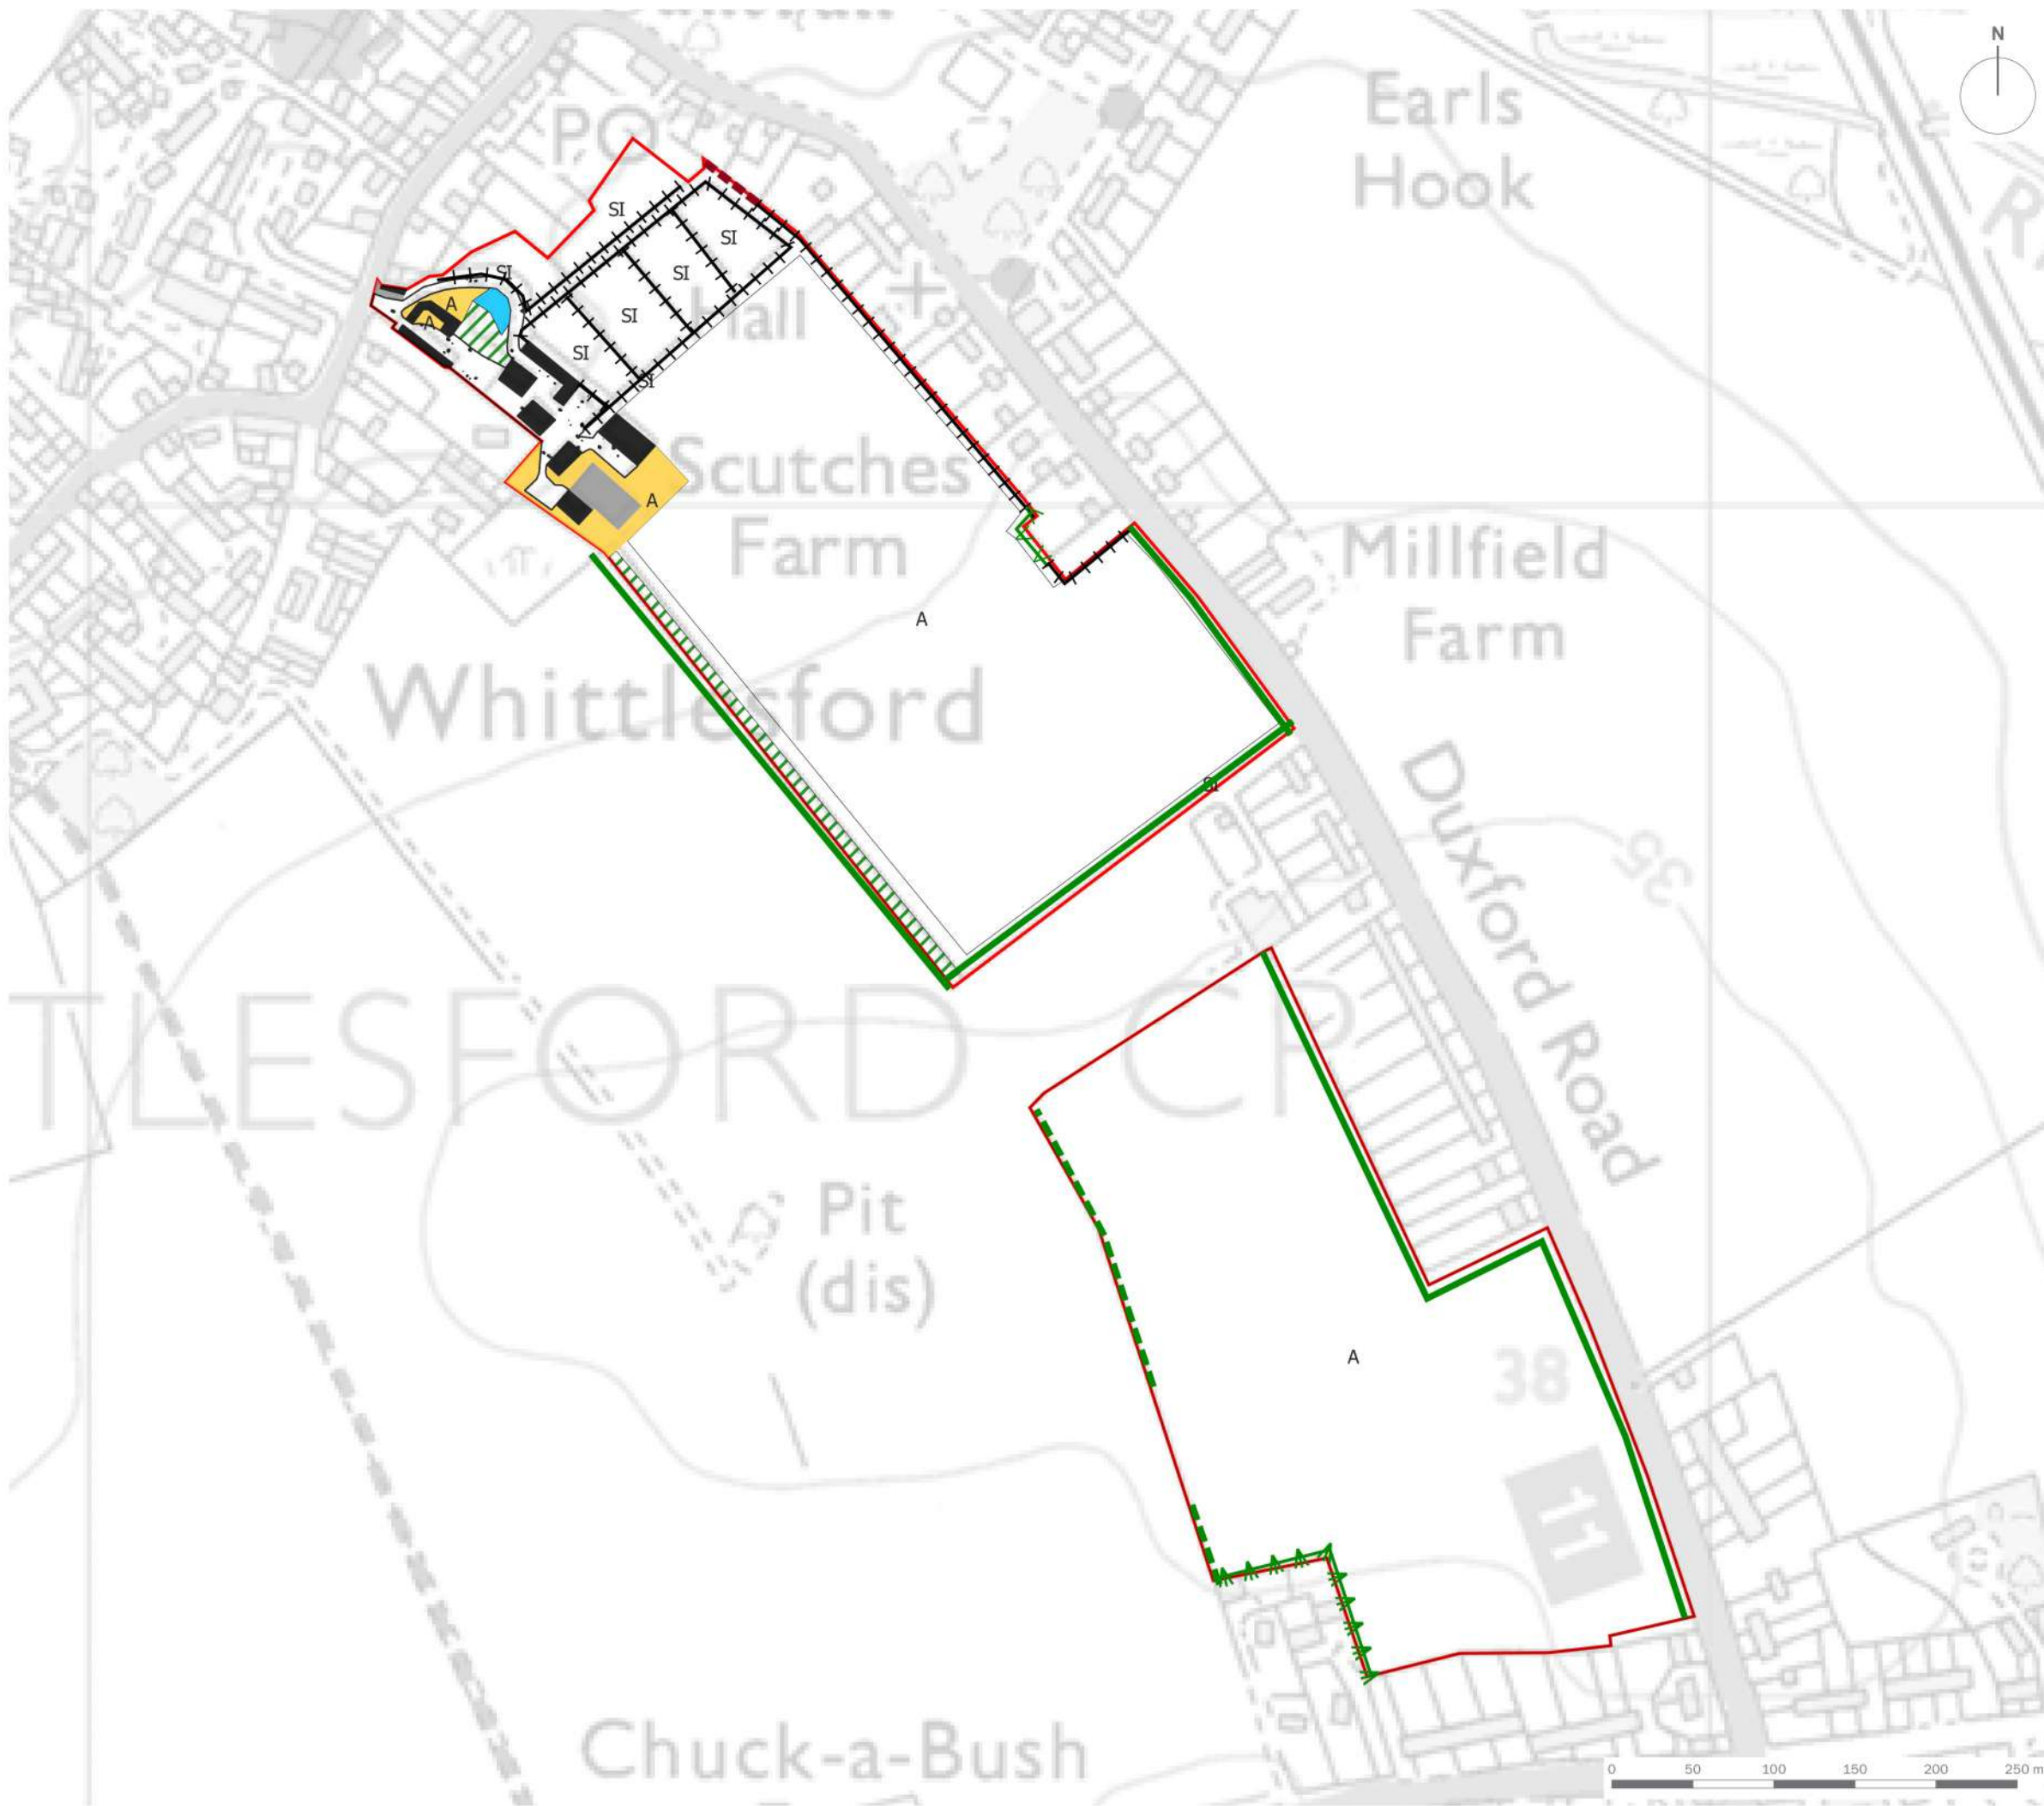 N
Earls
Hook
PO
SI
SI
SI
SI
A
SI
Hall
A
SI
SI
Scutches
Farm
A
Millfield
Farm
A
Whittlesford
SI
Duxford Road
35
TLESFORD CP
Pit
(dis)
A
38
11
Chuck-a-Bush
0 50 100 150 200 250 m